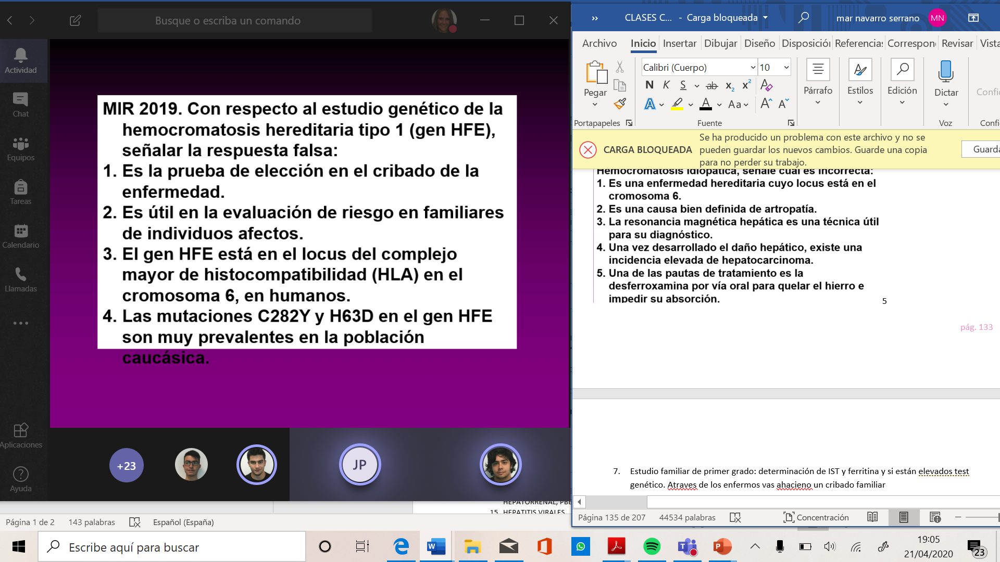 Busque o escriba un comando
Actividad
Chat
Equipos
Tareas
Calendario
Llamadas
Aplicaciones
Ayuda
MIR 2019. Con respecto al estudio genético de la
hemocromatosis hereditaria tipo 1 (gen HFE),
señalar la respuesta falsa:
1. Es la prueba de elección en el cribado de la
enfermedad.
2. Es útil en la evaluación de riesgo en familiares
de individuos afectos.
3. El gen HFE está en el locus del complejo
mayor de histocompatibilidad (HLA) en el
cromosoma 6, en humanos.
4. Las mutaciones C282Y y H63D en el gen HFE
son muy prevalentes en la población
caucásica.
+23
JP
HEPATORRENAL, PBE
15. HEPATITIS VIRALES
Página 1 de 2 143 palabras Español (España)
CLASES C... - Carga bloqueada mar navarro serrano MN
Archivo Inicio Insertar Dibujar Diseño Disposición Referencias Correspon Revisar Vista
Calibri (Cuerpo) 10
N K S ab x2 x2 A
Pegar
A A Aa A A
Párrafo Estilos Edición Dictar Confi
Portapapeles Fuente Voz Confi
CARGA BLOQUEADA
Se ha producido un problema con este archivo y no se
pueden guardar los nuevos cambios. Guarde una copia
para no perder su trabajo.
Guarda
Hemocromatosis idiopática, señale cuál es incorrecta:
1. Es una enfermedad hereditaria cuyo locus está en el
cromosoma 6.
2. Es una causa bien definida de artropatía.
3. La resonancia magnética hepática es una técnica útil
para su diagnóstico.
4. Una vez desarrollado el daño hepático, existe una
incidencia elevada de hepatocarcinoma.
5. Una de las pautas de tratamiento es la
desferroxamina por vía oral para quelar el hierro e
impedir su absorción.
5
pág. 133
7. Estudio familiar de primer grado: determinación de IST y ferritina y si están elevados test
genético. Atraves de los enfermos vas ahacieno un cribado familiar
Página 135 de 207 44534 palabras Concentración
Escribe aquí para buscar
19:05
21/04/2020
23